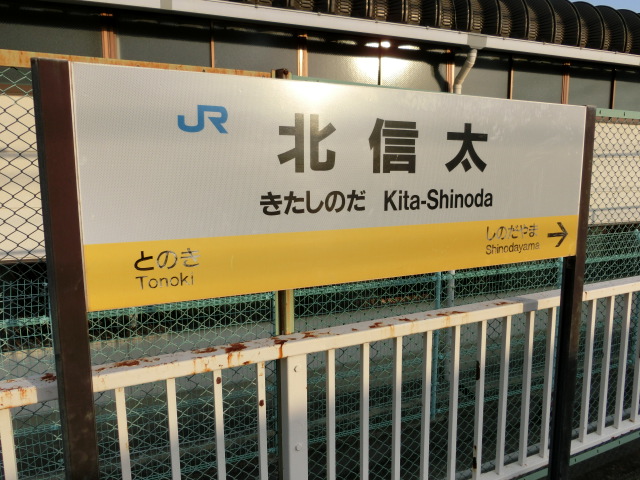 JR 北信太
きたしのだ Kita-Shinoda
とのき
Tonoki
しのだやま →
Shinodayama